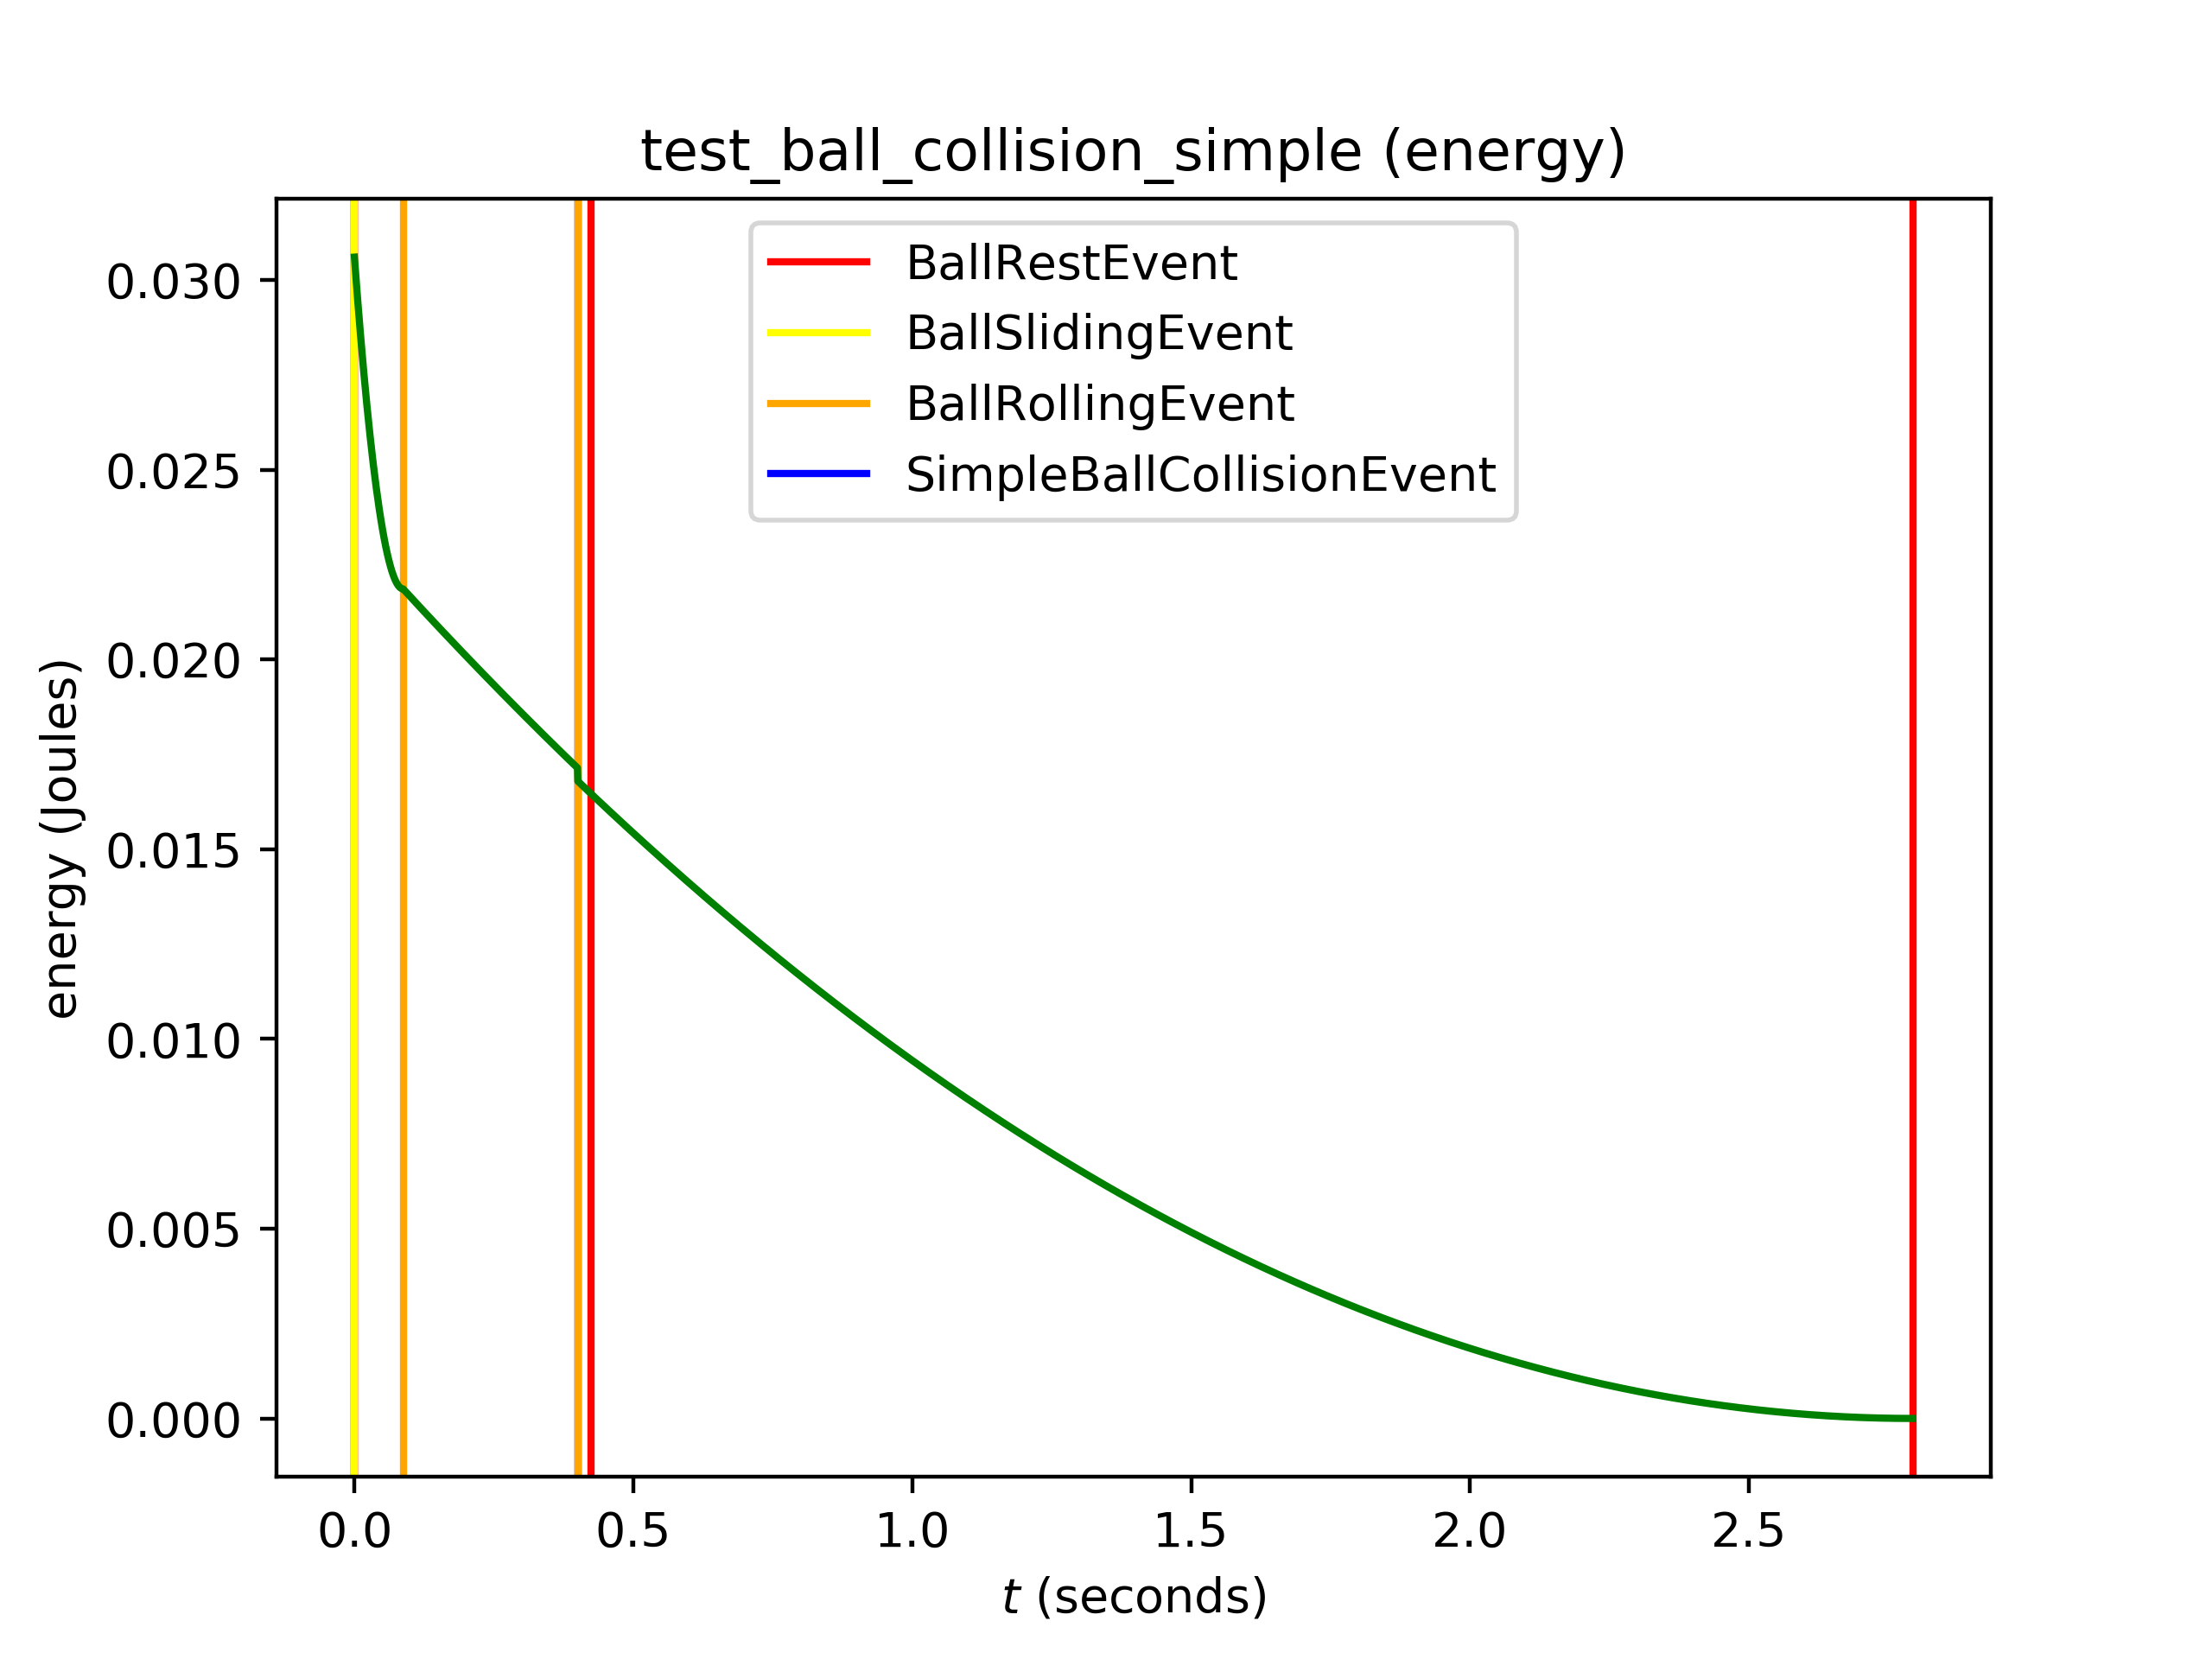 test_ball_collision_simple (energy)
BallRestEvent
BallSlidingEvent
BallRollingEvent
SimpleBallCollisionEvent
energy (Joules)
0.030
0.025
0.020
0.015
0.010
0.005
0.000
0.0 0.5 1.0 1.5 2.0 2.5
t (seconds)